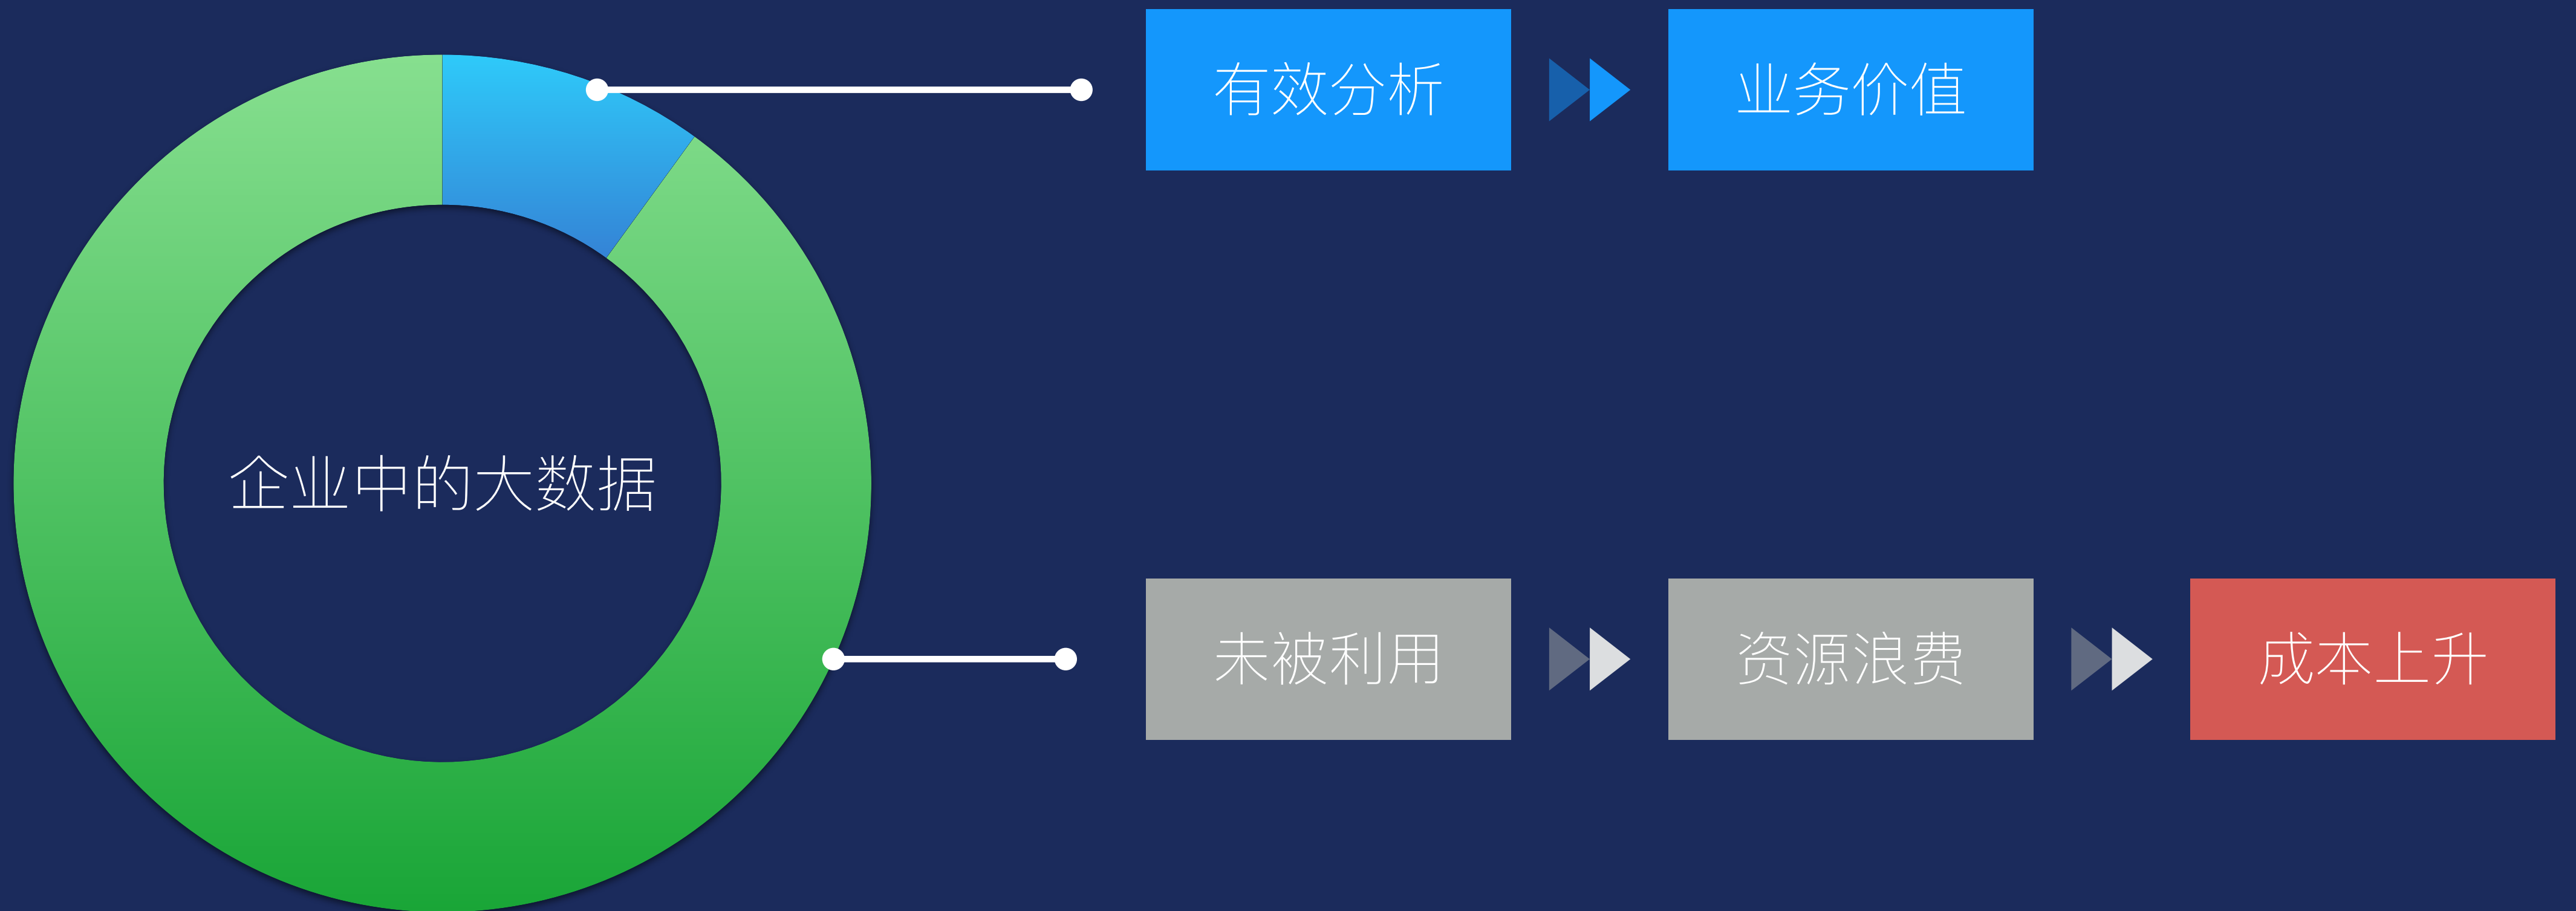 有效分析
业务价值
企业中的大数据
未被利用
资源浪费
成本上升